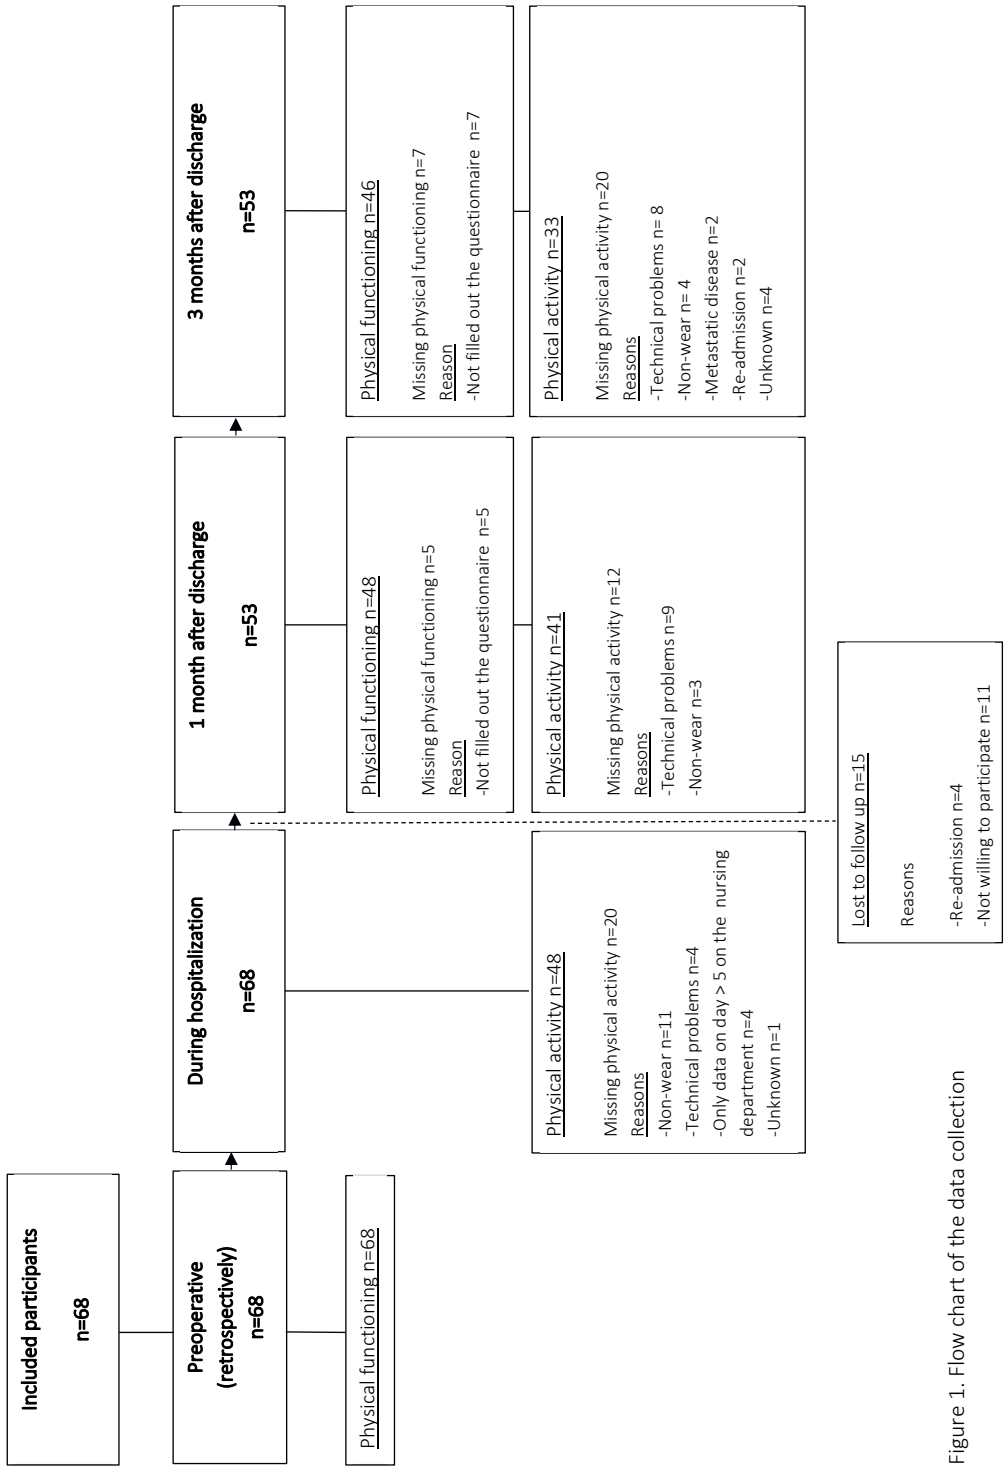 Included participants
n=68
Preoperative
(retrospectively)
n=68
Physical functioning n=68
During hospitalization
n=68
Physical activity n=48
Missing physical activity n=20
Reasons
-Non-wear n=11
-Technical problems n=4
-Only data on day > 5 on the nursing
department n=4
-Unknown n=1
Lost to follow up n=15
Reasons
-Re-admission n=4
-Not willing to participate n=11
1 month after discharge
n=53
Physical functioning n=48
Missing physical functioning n=5
Reason
-Not filled out the questionnaire n=5
Physical activity n=41
Missing physical activity n=12
Reasons
-Technical problems n=9
-Non-wear n=3
3 months after discharge
n=53
Physical functioning n=46
Missing physical functioning n=7
Reason
-Not filled out the questionnaire n=7
Physical activity n=33
Missing physical activity n=20
Reasons
-Technical problems n= 8
-Non-wear n= 4
-Metastatic disease n=2
-Re-admission n=2
-Unknown n=4
Figure 1. Flow chart of the data collection